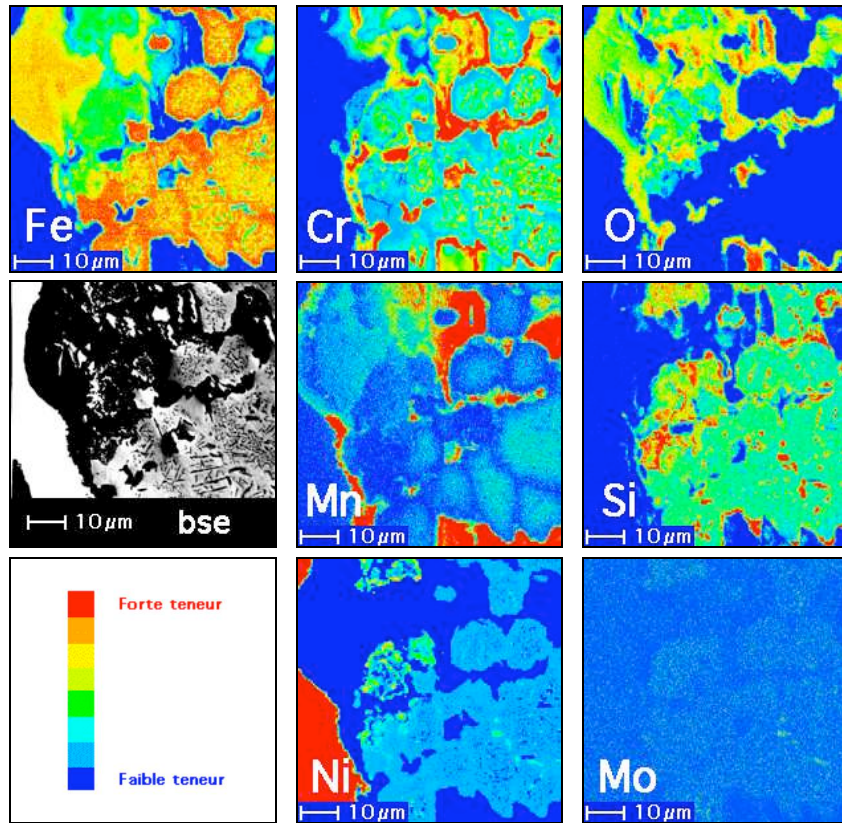 Fe
10 µm
Cr
10 µm
O
10 µm
10 µm
bse
Mn
10 µm
Si
10 µm
Forte teneur
Faible teneur
Ni
10 µm
Mo
10 µm